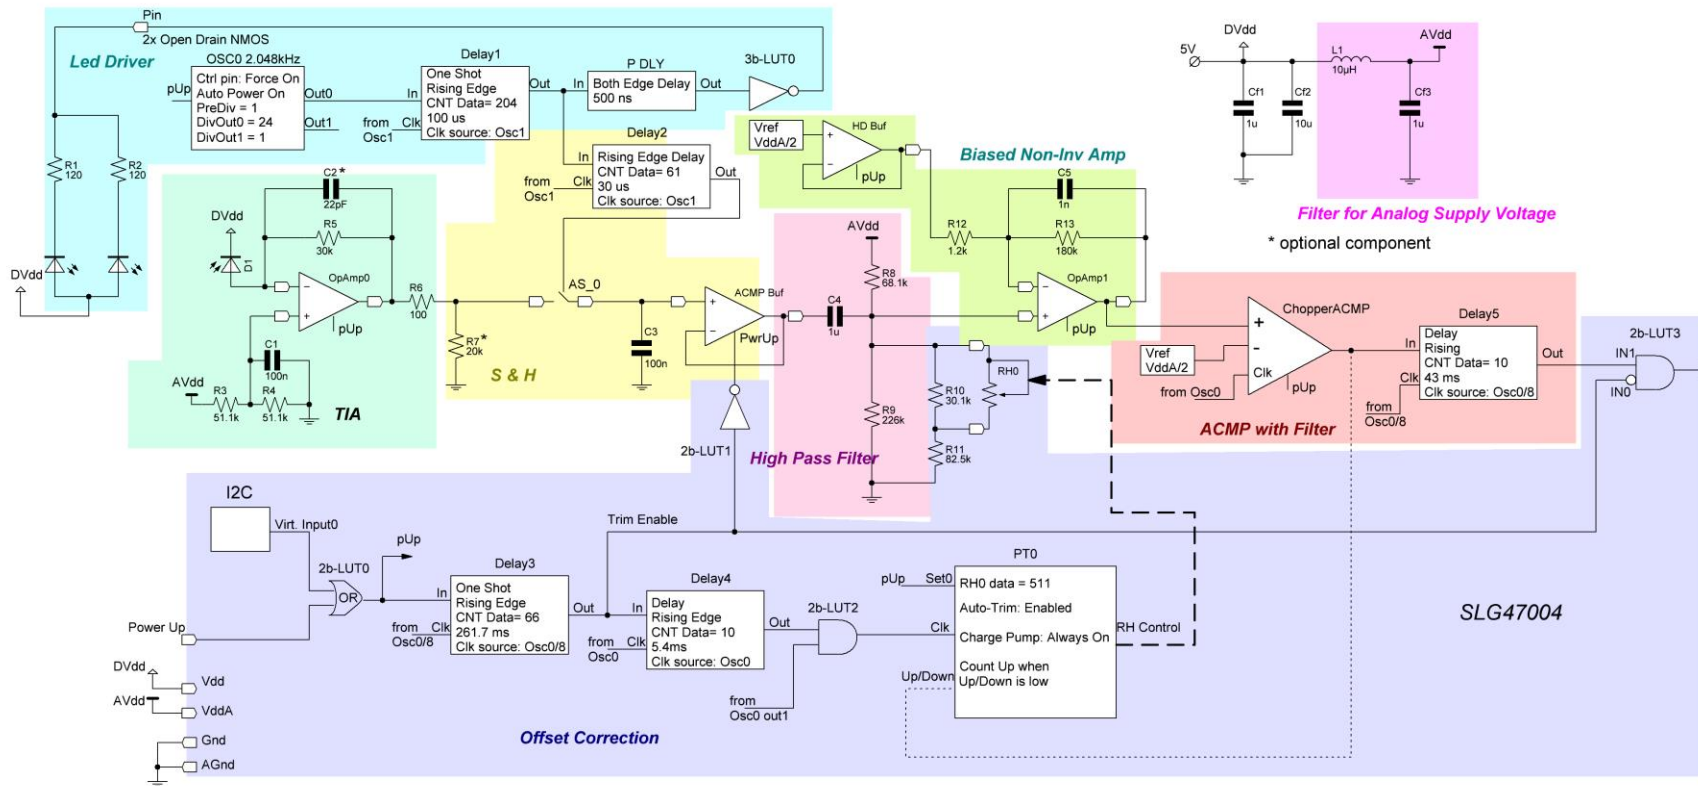 Pin
2x Open Drain NMOS
Led Driver
OSC0 2.048kHz
Ctrl pin: Force On
Auto Power On
PreDiv = 1
DivOut0 = 24
DivOut1 = 1
pUp
Out0
Out1
Delay1
One Shot
Rising Edge
CNT Data= 204
100 us
Clk source: Osc1
In
Clk
from
Osc1
Out
P DLY
In
Both Edge Delay
500 ns
Out
3b-LUT0
R1
120
R2
120
DVdd
Delay2
In
Rising Edge Delay
CNT Data= 61
30 us
Clk source: Osc1
from
Osc1
Clk
Out
C2*
22pF
R5
30k
DVdd
D1
OpAmp0
pUp
C1
100n
AVdd
R3
51.1k
R4
51.1k
TIA
R6
100
R7*
20k
AS_0
C3
100n
ACMP Buf
PwrUp
S & H
Vref
VddA/2
HD Buf
pUp
Biased Non-Inv Amp
C5
1n
R12
1.2k
R13
180k
OpAmp1
pUp
AVdd
R8
68.1k
C4
1u
R9
226k
High Pass Filter
R10
30.1k
R11
82.5k
RH0
5V
DVdd
L1
10µH
AVdd
Cf1
1u
Cf2
10u
Cf3
1u
Filter for Analog Supply Voltage
* optional component
Vref
VddA/2
from Osc0
Clk
ChopperACMP
pUp
Delay5
In
Delay
Rising
CNT Data= 10
43 ms
Clk source: Osc0/8
Clk
from
Osc0/8
Out
ACMP with Filter
2b-LUT3
IN1
IN0
2b-LUT1
I2C
Virt. Input0
2b-LUT0
OR
pUp
Power Up
Delay3
In
One Shot
Rising Edge
CNT Data= 66
261.7 ms
Clk source: Osc0/8
from
Osc0/8
Clk
Out
Trim Enable
Delay4
In
Delay
Rising Edge
CNT Data= 10
5.4ms
Clk source: Osc0
from
Osc0
Clk
Out
2b-LUT2
from
Osc0 out1
PT0
pUp
Set0
RH0 data = 511
Auto-Trim: Enabled
Clk
Charge Pump: Always On
RH Control
Up/Down
Count Up when
Up/Down is low
SLG47004
DVdd
Vdd
AVdd
VddA
Gnd
AGnd
Offset Correction